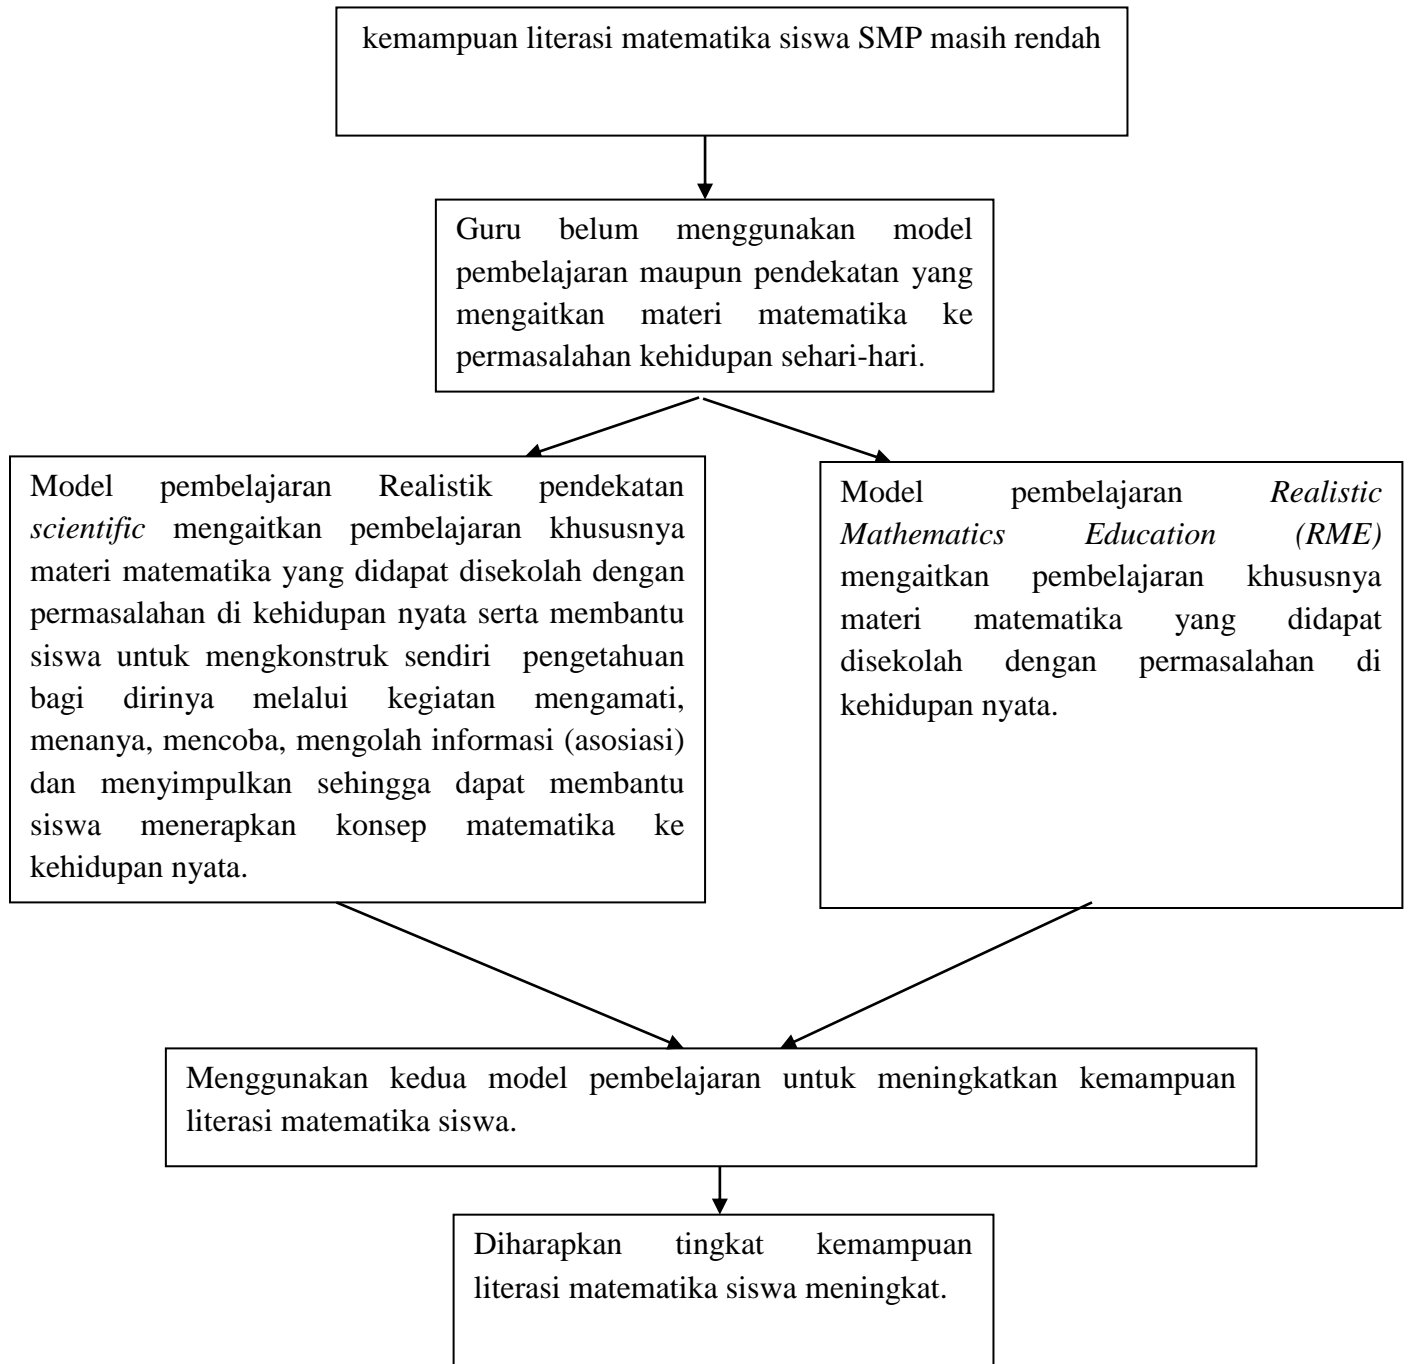 kemampuan literasi matematika siswa SMP masih rendah
Guru belum menggunakan model
pembelajaran maupun pendekatan yang
mengaitkan materi matematika ke
permasalahan kehidupan sehari-hari.
Model pembelajaran Realistik pendekatan
scientific mengaitkan pembelajaran khususnya
materi matematika yang didapat disekolah dengan
permasalahan di kehidupan nyata serta membantu
siswa untuk mengkonstruk sendiri pengetahuan
bagi dirinya melalui kegiatan mengamati,
menanya, mencoba, mengolah informasi (asosiasi)
dan menyimpulkan sehingga dapat membantu
siswa menerapkan konsep matematika ke
kehidupan nyata.
Model pembelajaran Realistic
Mathematics Education (RME)
mengaitkan pembelajaran khususnya
materi matematika yang didapat
disekolah dengan permasalahan di
kehidupan nyata.
Menggunakan kedua model pembelajaran untuk meningkatkan kemampuan
literasi matematika siswa.
Diharapkan tingkat kemampuan
literasi matematika siswa meningkat.